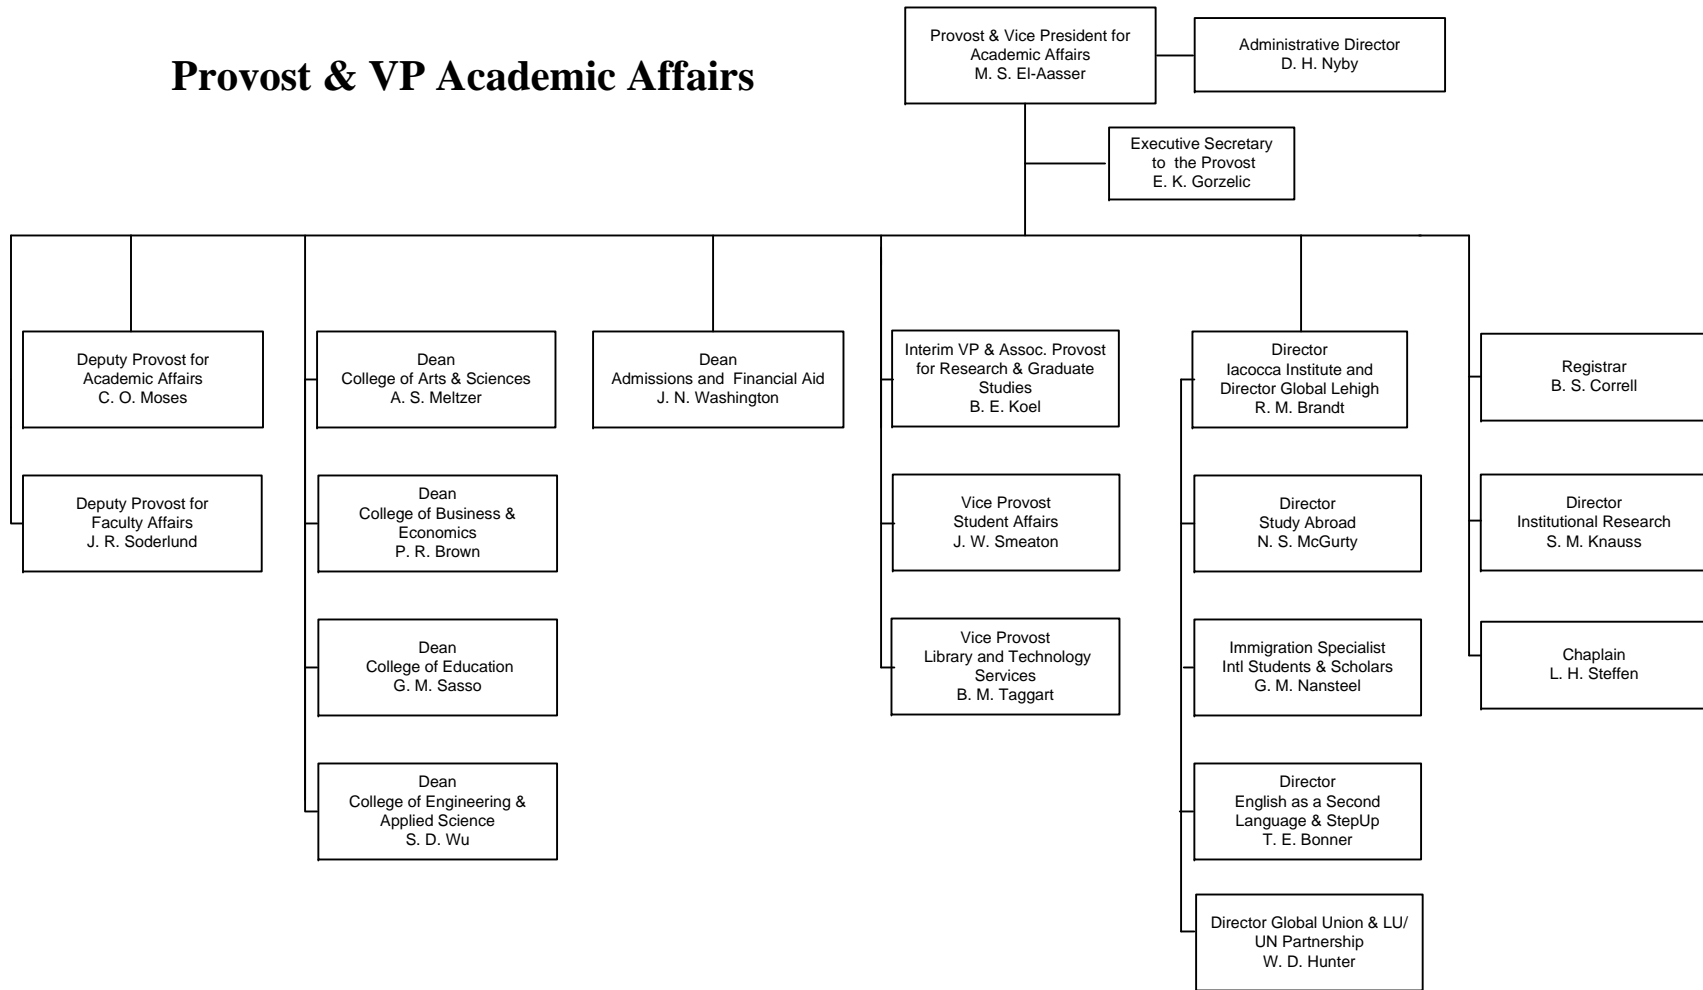 Provost & VP Academic Affairs
Provost & Vice President for
Academic Affairs
M. S. El-Aasser
Administrative Director
D. H. Nyby
Executive Secretary
to the Provost
E. K. Gorzelic
Deputy Provost for
Academic Affairs
C. O. Moses
Deputy Provost for
Faculty Affairs
J. R. Soderlund
Dean
College of Arts & Sciences
A. S. Meltzer
Dean
College of Business &
Economics
P. R. Brown
Dean
College of Education
G. M. Sasso
Dean
College of Engineering &
Applied Science
S. D. Wu
Dean
Admissions and Financial Aid
J. N. Washington
Interim VP & Assoc. Provost
for Research & Graduate
Studies
B. E. Koel
Vice Provost
Student Affairs
J. W. Smeaton
Vice Provost
Library and Technology
Services
B. M. Taggart
Director
Iacocca Institute and
Director Global Lehigh
R. M. Brandt
Director
Study Abroad
N. S. McGurty
Immigration Specialist
Intl Students & Scholars
G. M. Nansteel
Director
English as a Second
Language & StepUp
T. E. Bonner
Director Global Union & LU/
UN Partnership
W. D. Hunter
Registrar
B. S. Correll
Director
Institutional Research
S. M. Knauss
Chaplain
L. H. Steffen